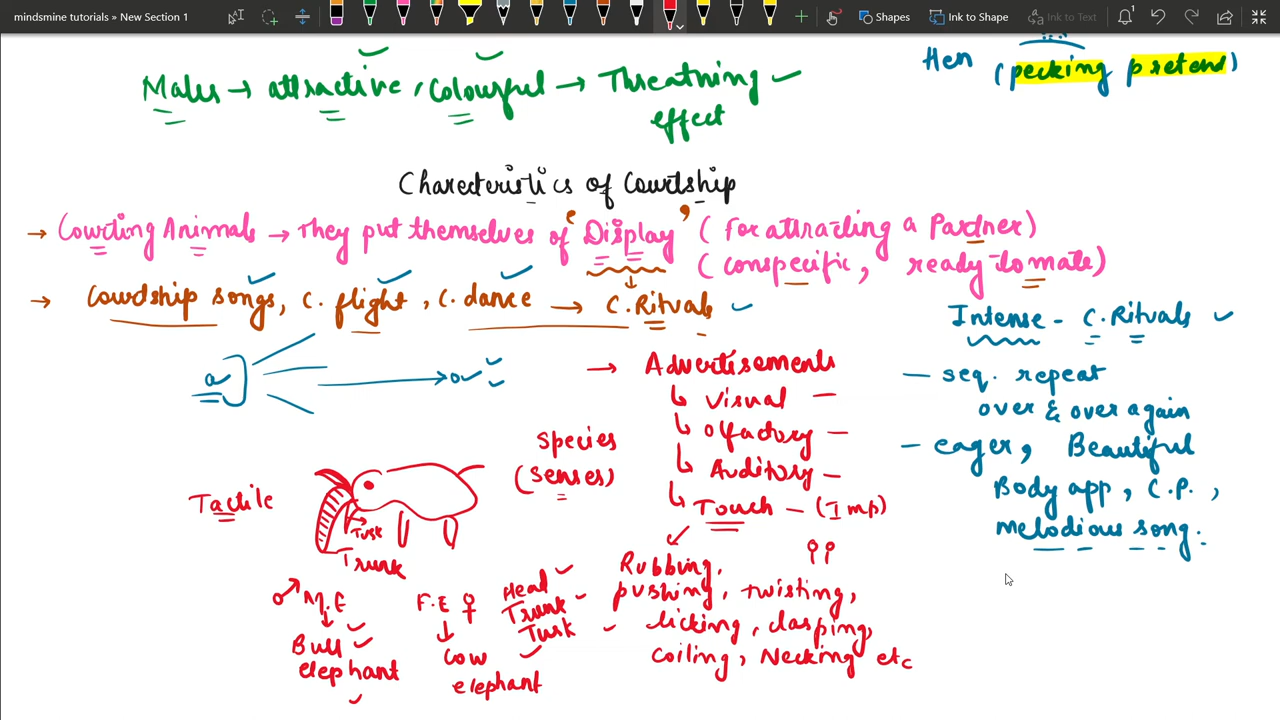 mindsmine tutorials » New Section 1
Shapes
Ink to Shape
Ink to Text
Hen (pecking pretend)
Males → attractive, Colourful → Threatning effect
Charecteristics of Courtship
→ Courting Animals → They put themselves of 'Display' (For attracting a Partner)
(conspecific, ready to mate)
→ Courdship songs, C. flight, C. dance → C. Rituals
Intense - C. Rituals
— seq. repeat
over & over again
— eager, Beautiful
Body app, C.P.,
melodious song.
→ Advertisements
Visual —
Olfactory —
Auditory —
Touch — (Imp)
Species
(Senses)
Tactile
Tusk
Trunk
Rubbing,
pushing, twisting,
licking, clasping,
coiling, Necking etc
♂ M.E
Bull
elephant
F.E ♀
Cow
elephant
Head
Trunk
Tusk